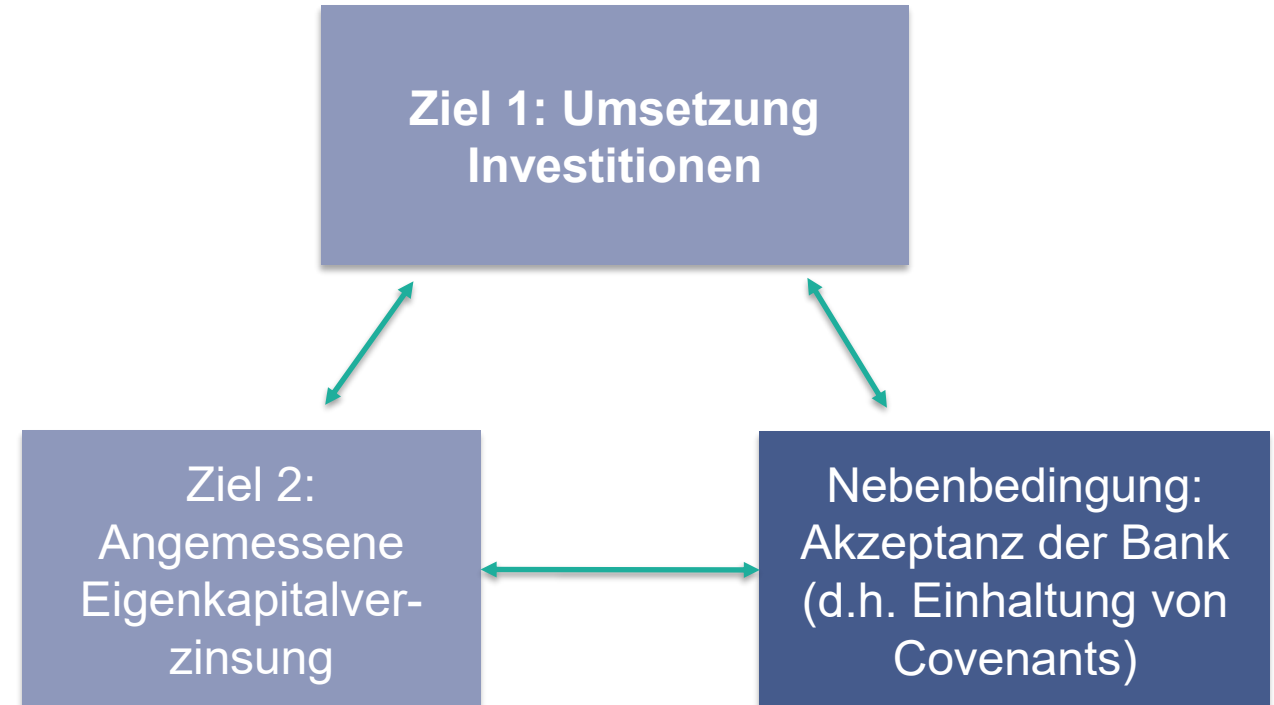 Ziel 1: Umsetzung
Investitionen
Ziel 2:
Angemessene
Eigenkapitalver-
zinsung
Nebenbedingung:
Akzeptanz der Bank
(d.h. Einhaltung von
Covenants)